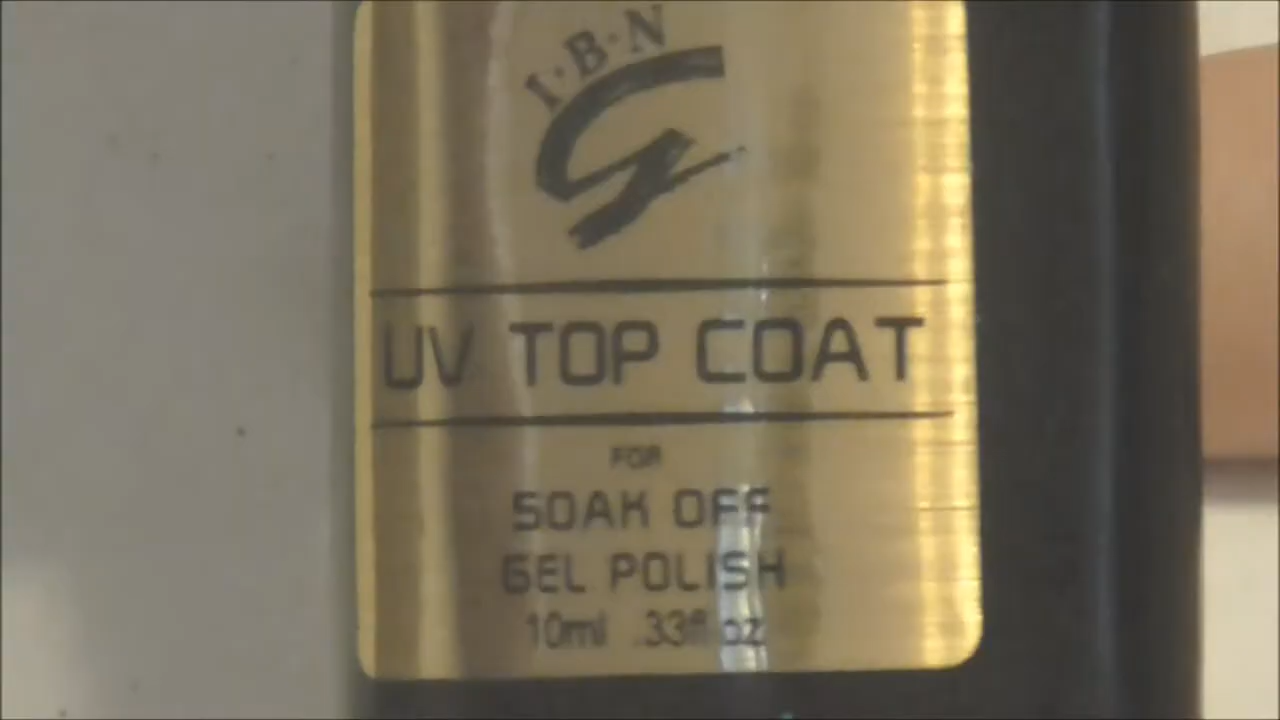 I·B·N
UV TOP COAT
FOR
SOAK OFF
GEL POLISH
10ml .33fl oz